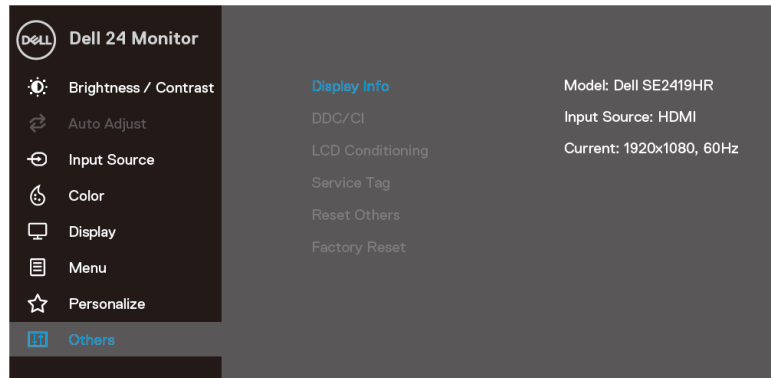 DELL
Dell 24 Monitor
Brightness / Contrast
Auto Adjust
Input Source
Color
Display
Menu
Personalize
Others
Display Info
DDC/CI
LCD Conditioning
Service Tag
Reset Others
Factory Reset
Model: Dell SE2419HR
Input Source: HDMI
Current: 1920x1080, 60Hz